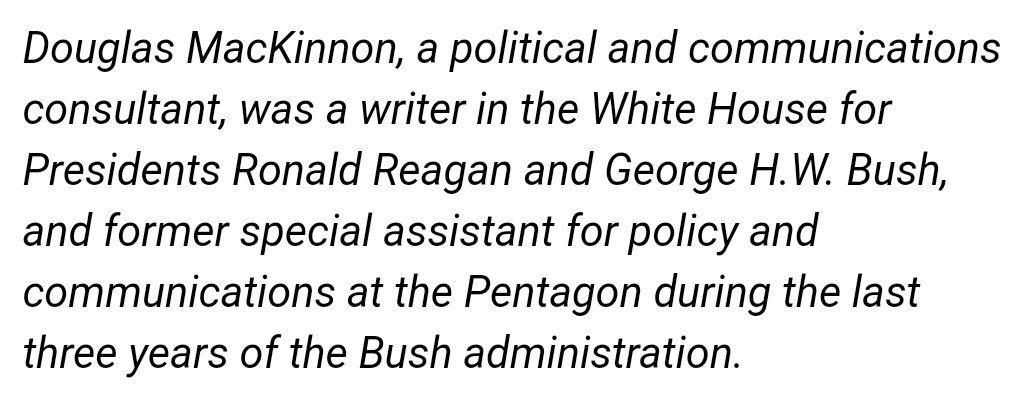 Douglas MacKinnon, a political and communications
consultant, was a writer in the White House for
Presidents Ronald Reagan and George H.W. Bush,
and former special assistant for policy and
communications at the Pentagon during the last
three years of the Bush administration.